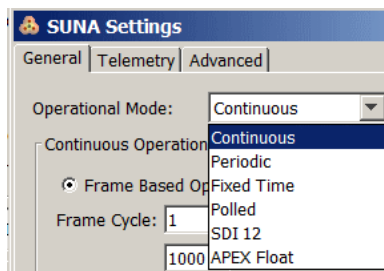 SUNA Settings
General Telemetry Advanced
Operational Mode: Continuous
Continuous
Continuous Operation
Periodic
Frame Based Op
Fixed Time
Polled
Frame Cycle: 1
SDI 12
1000 APEX Float